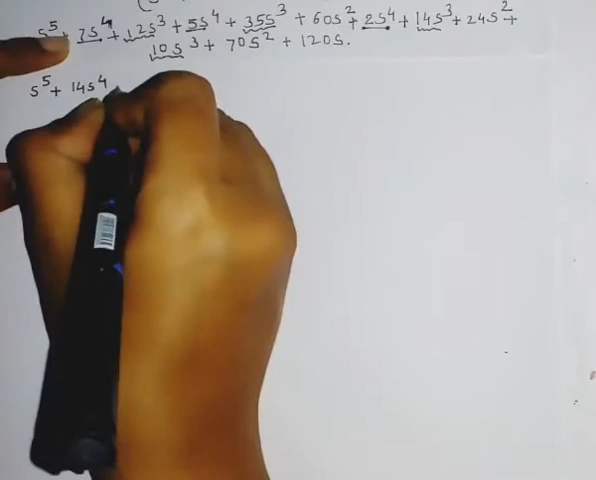 s⁵ + 7s⁴ + 12s³ + 5s⁴ + 35s³ + 60s² + 2s⁴ + 14s³ + 24s² +
10s³ + 70s² + 120s.
s⁵ + 14s⁴